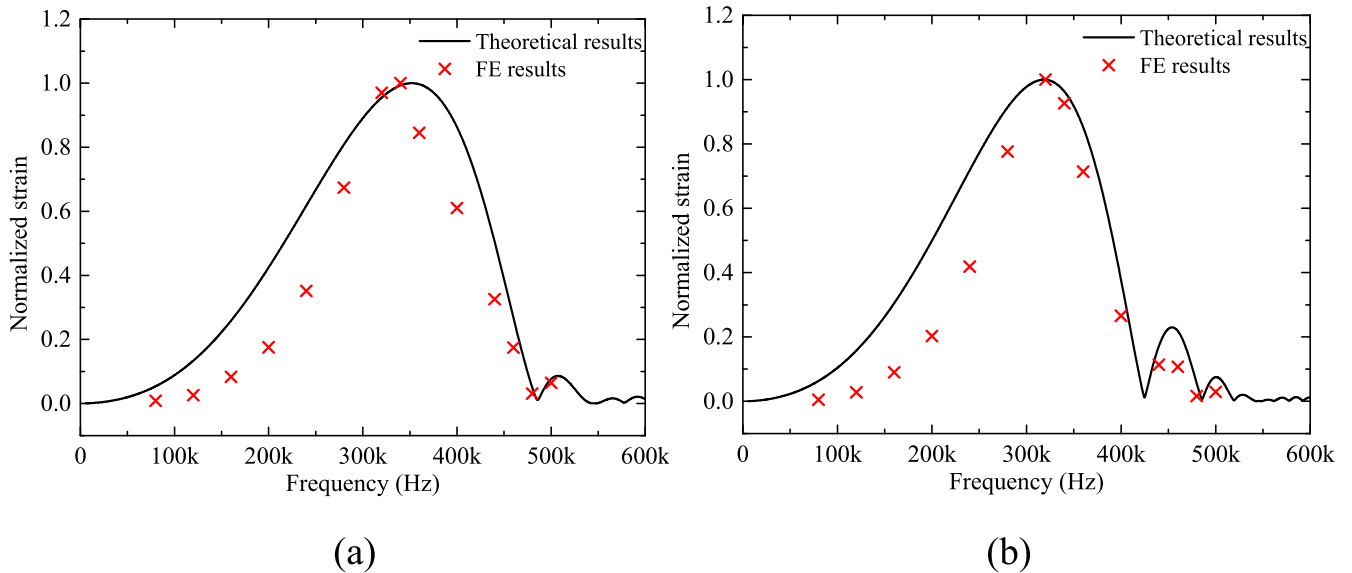 1.2
1.0
0.8
0.6
0.4
0.2
0.0
Normalized strain
Theoretical results
FE results
0 100k 200k 300k 400k 500k 600k
Frequency (Hz)
(a)
1.2
1.0
0.8
0.6
0.4
0.2
0.0
Normalized strain
Theoretical results
FE results
0 100k 200k 300k 400k 500k 600k
Frequency (Hz)
(b)